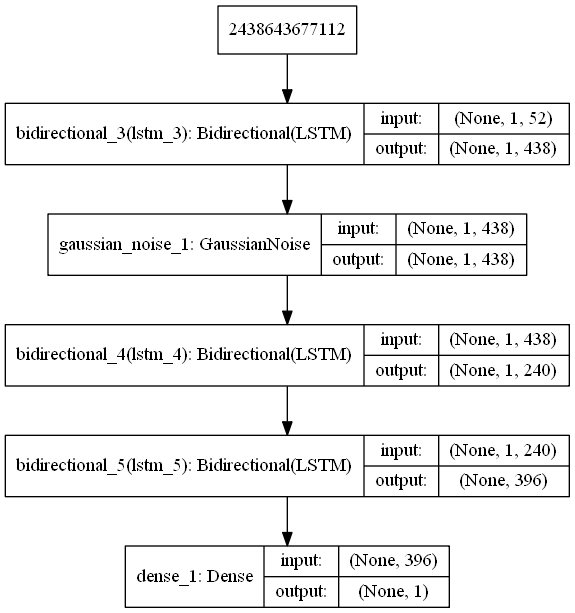 2438643677112
bidirectional_3(lstm_3): Bidirectional(LSTM)
input:
(None, 1, 52)
output:
(None, 1, 438)
gaussian_noise_1: GaussianNoise
input:
(None, 1, 438)
output:
(None, 1, 438)
bidirectional_4(lstm_4): Bidirectional(LSTM)
input:
(None, 1, 438)
output:
(None, 1, 240)
bidirectional_5(lstm_5): Bidirectional(LSTM)
input:
(None, 1, 240)
output:
(None, 396)
dense_1: Dense
input:
(None, 396)
output:
(None, 1)